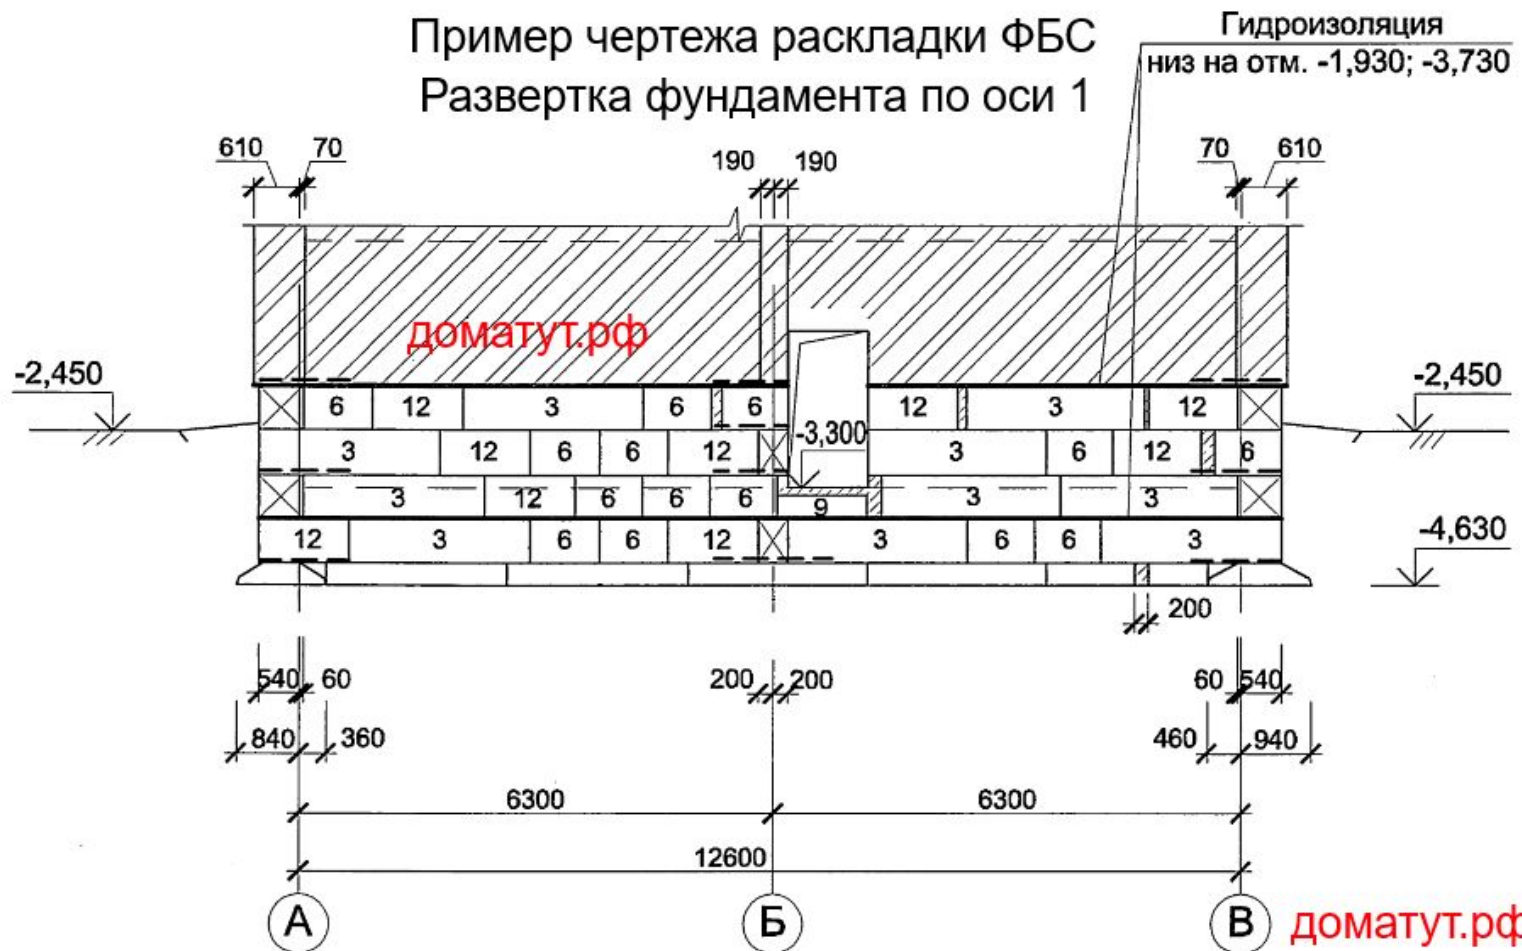 Пример чертежа раскладки ФБС
Развертка фундамента по оси 1
Гидроизоляция
низ на отм. -1,930; -3,730
610 70 190 190 70 610
доматут.рф
-2,450 -2,450
6 12 3 6 6 12 3 12
3 12 6 6 12 -3,300 3 6 12 6
3 12 6 6 6 9 3 3
12 3 6 6 12 3 6 6 3
-4,630
200
540 60 200 200 60 540
840 360 460 940
6300 6300
12600
А Б В
доматут.рф